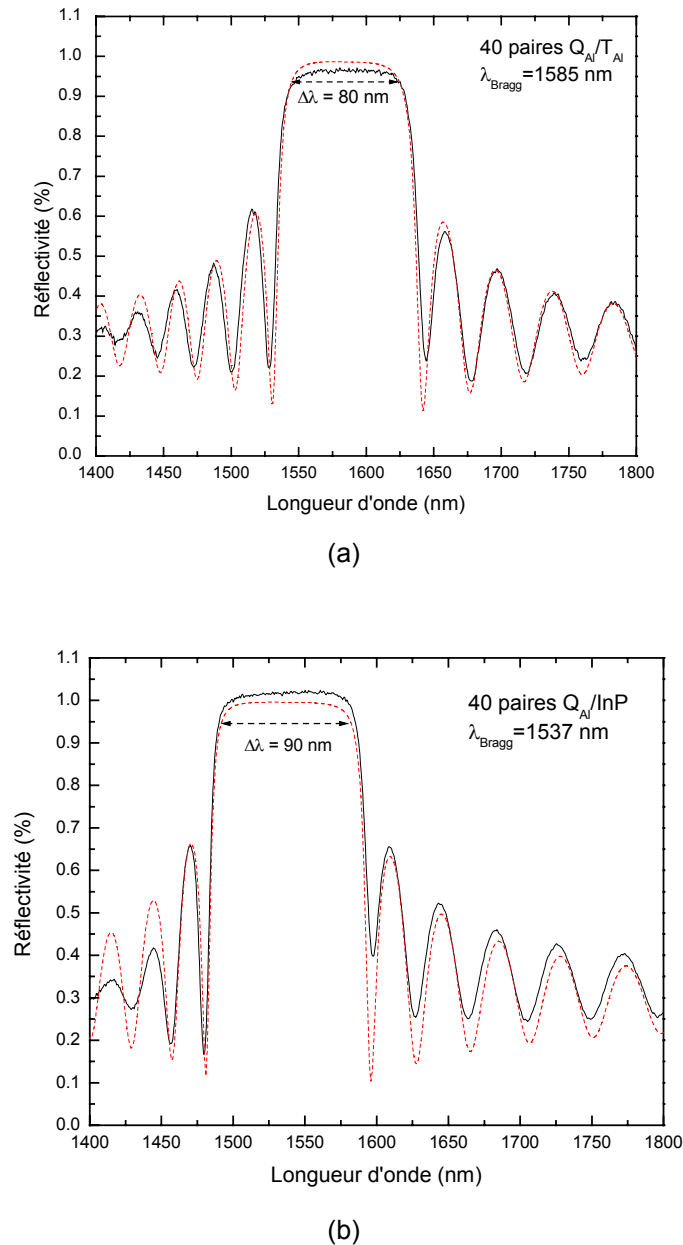 1.1
1.0
0.9
0.8
0.7
0.6
0.5
0.4
0.3
0.2
0.1
0.0
Réflectivité (%)
40 paires Q_Al/T_Al
λ_Bragg=1585 nm
Δλ = 80 nm
1400 1450 1500 1550 1600 1650 1700 1750 1800
Longueur d'onde (nm)
(a)
1.1
1.0
0.9
0.8
0.7
0.6
0.5
0.4
0.3
0.2
0.1
0.0
Réflectivité (%)
40 paires Q_Al/InP
λ_Bragg=1537 nm
Δλ = 90 nm
1400 1450 1500 1550 1600 1650 1700 1750 1800
Longueur d'onde (nm)
(b)